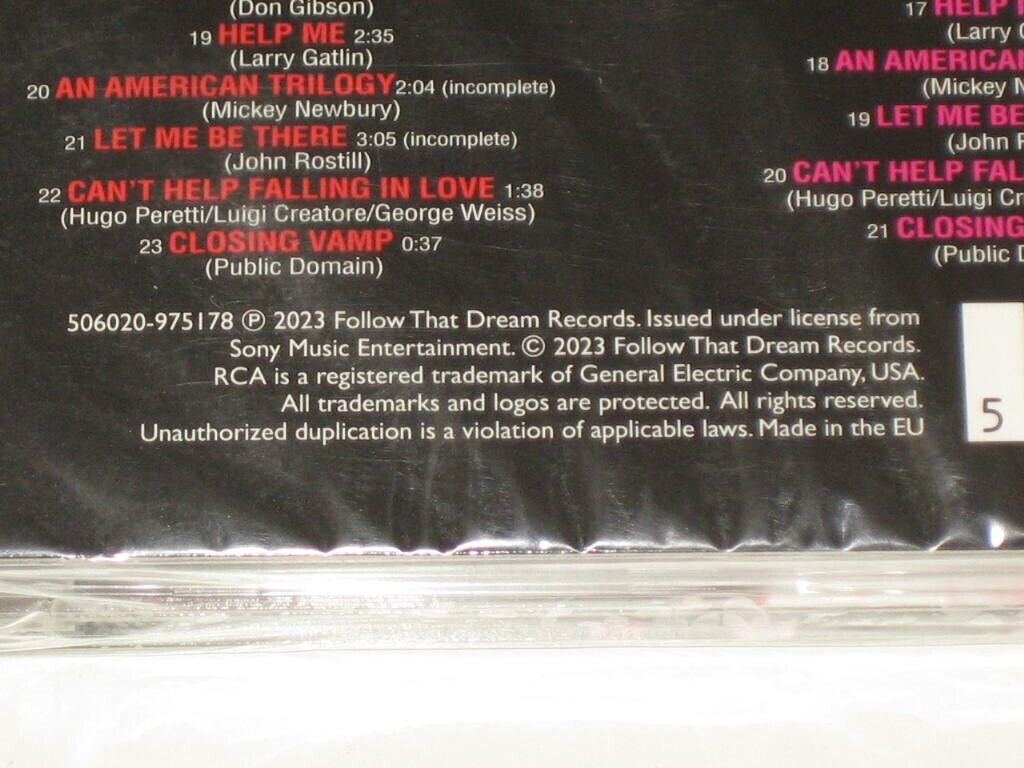 (Don Gibson)
19 HELP ME 2:35
(Larry Gatlin)
20 AN AMERICAN TRILOGY 2:04 (incomplete)
(Mickey Newbury)
21 LET ME BE THERE 3:05 (incomplete)
(John Rostill)
22 CAN'T HELP FALLING IN LOVE 1:38
(Hugo Peretti/Luigi Creatore/George Weiss)
23 CLOSING VAMP 0:37
(Public Domain)
17 HELP
(Larry
18 AN AMERICAN
(Mickey
19 LET ME BE
(John
20 CAN'T HELP FAL
(Hugo Peretti/Luigi Cr
21 CLOSING
(Public
506020-975178 ℗ 2023 Follow That Dream Records. Issued under license from
Sony Music Entertainment. © 2023 Follow That Dream Records.
RCA is a registered trademark of General Electric Company, USA.
All trademarks and logos are protected. All rights reserved.
Unauthorized duplication is a violation of applicable laws. Made in the EU
5